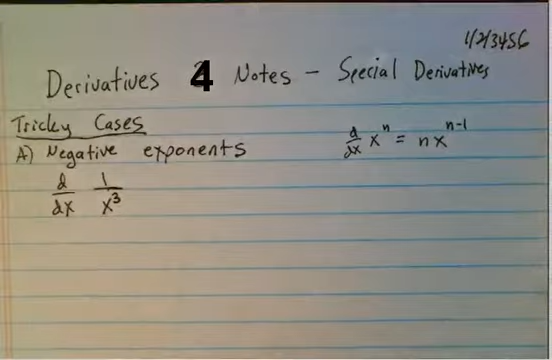 1/2/3456
Derivatives 4 Notes - Special Derivatives
Tricky Cases
d/dx x^n = nx^(n-1)
A) Negative exponents
d/dx 1/x^3